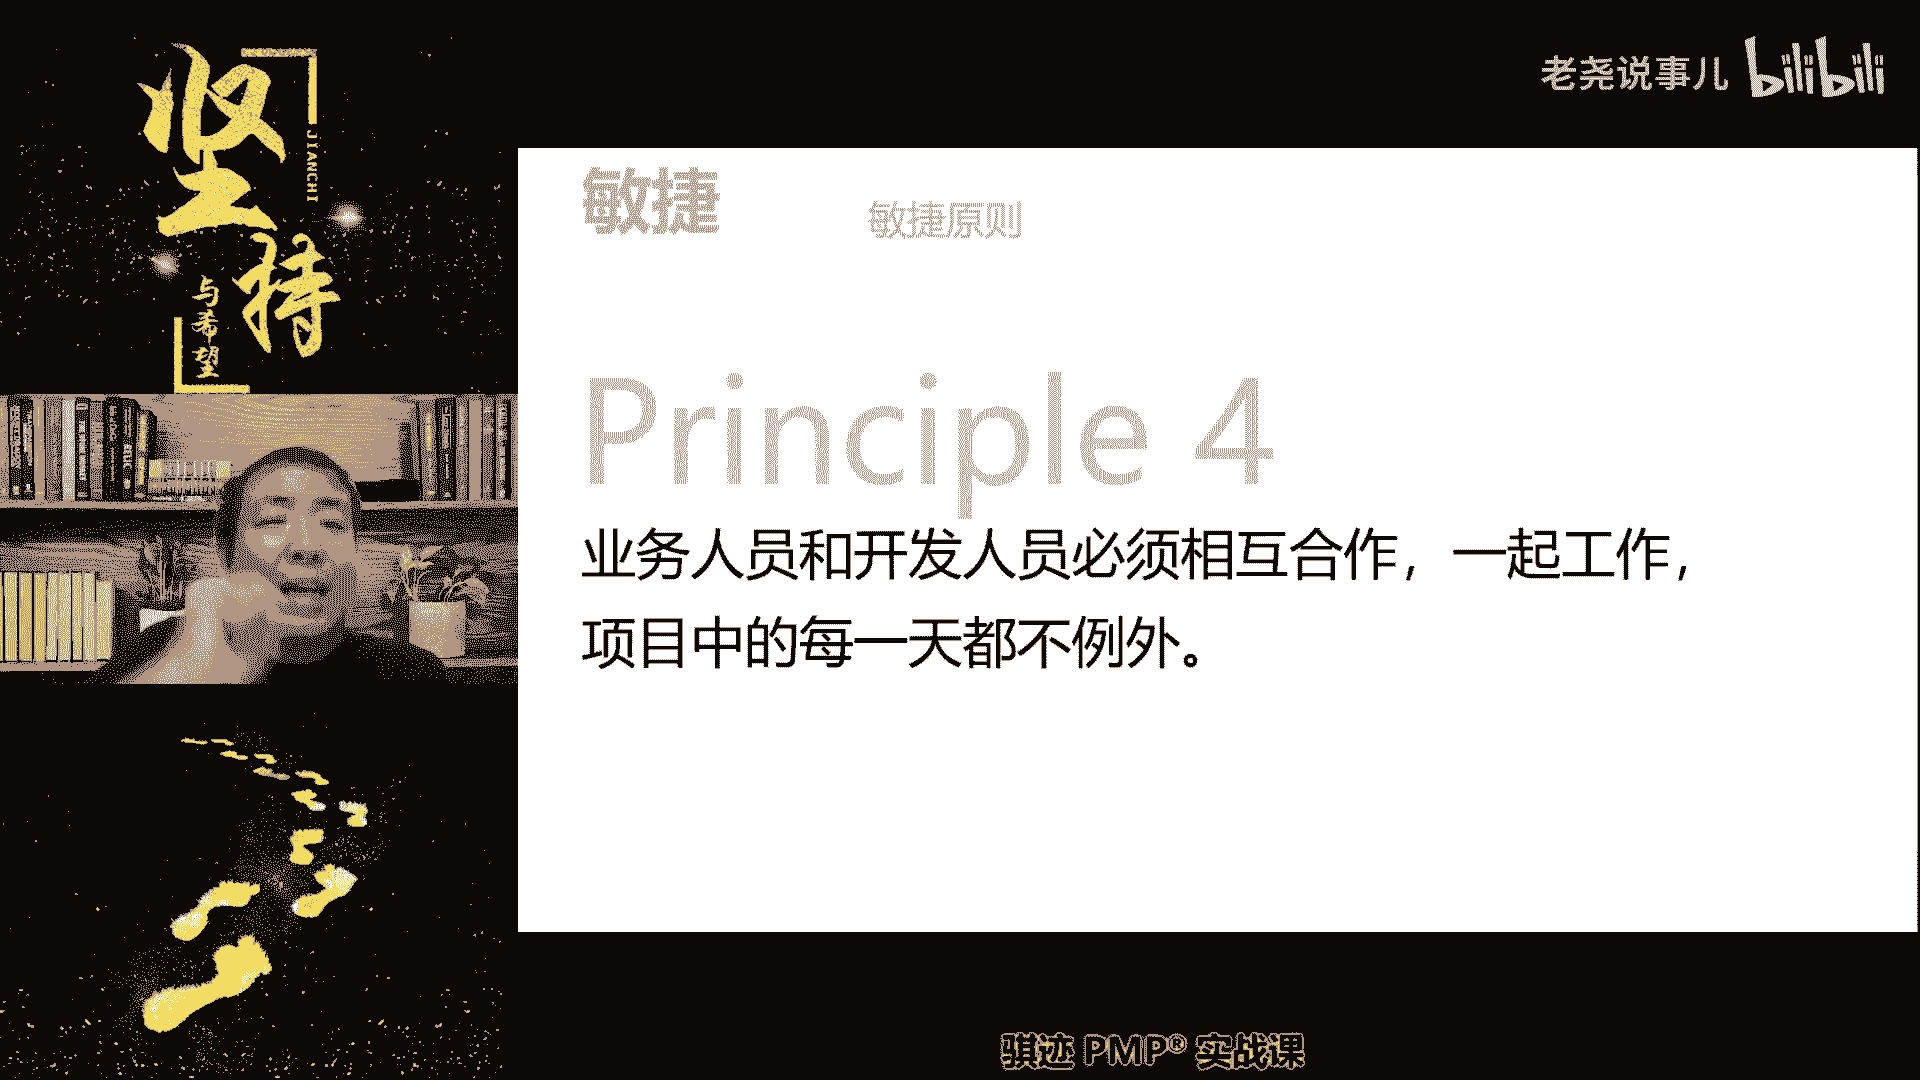 坚持
JIANCHI
与希望
老尧说事儿 bilibili
敏捷
敏捷原则
Principle 4
业务人员和开发人员必须相互合作，一起工作，
项目中的每一天都不例外。
骐迹 PMP® 实战课